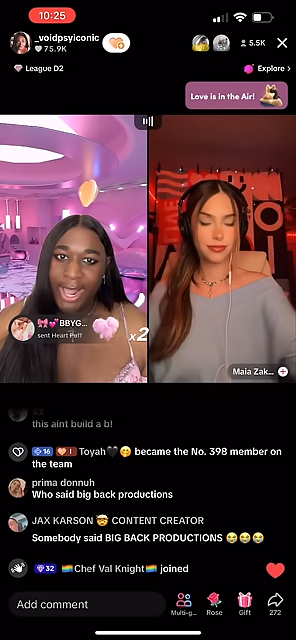 10:25
_voidpsyiconic
75.9K
5.5K
League D2
Explore >
Love is in the Air!
BBYG...
sent Heart Puff
x2
Maia Zak...
this aint build a b!
16 1 Toyah🖤🤭 became the No. 398 member on
the team
prima donnuh
Who said big back productions
JAX KARSON 🤯 CONTENT CREATOR
Somebody said BIG BACK PRODUCTIONS 😭😭😭
32 🏳️‍🌈Chef Val Knight🏳️‍🌈 joined
Add comment
Multi-g...
Rose
Gift
272